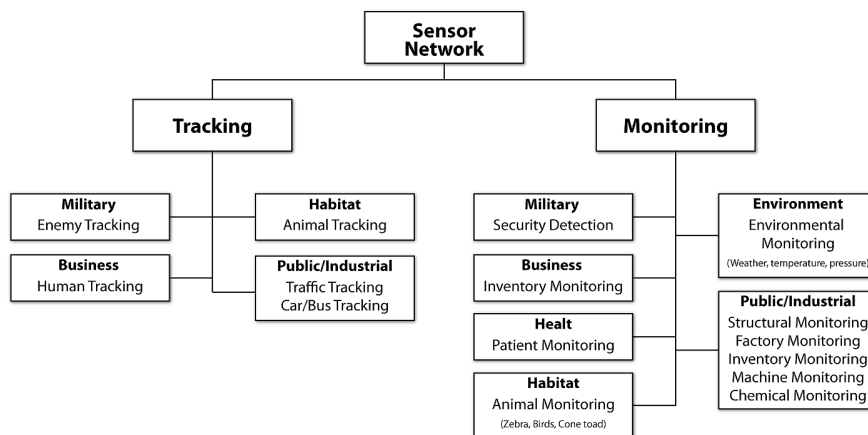 Sensor
Network
Tracking
Monitoring
Military
Enemy Tracking
Habitat
Animal Tracking
Business
Human Tracking
Public/Industrial
Traffic Tracking
Car/Bus Tracking
Military
Security Detection
Environment
Environmental
Monitoring
(Weather, temperature, pressure)
Business
Inventory Monitoring
Healt
Patient Monitoring
Public/Industrial
Structural Monitoring
Factory Monitoring
Inventory Monitoring
Machine Monitoring
Chemical Monitoring
Habitat
Animal Monitoring
(Zebra, Birds, Cone toad)